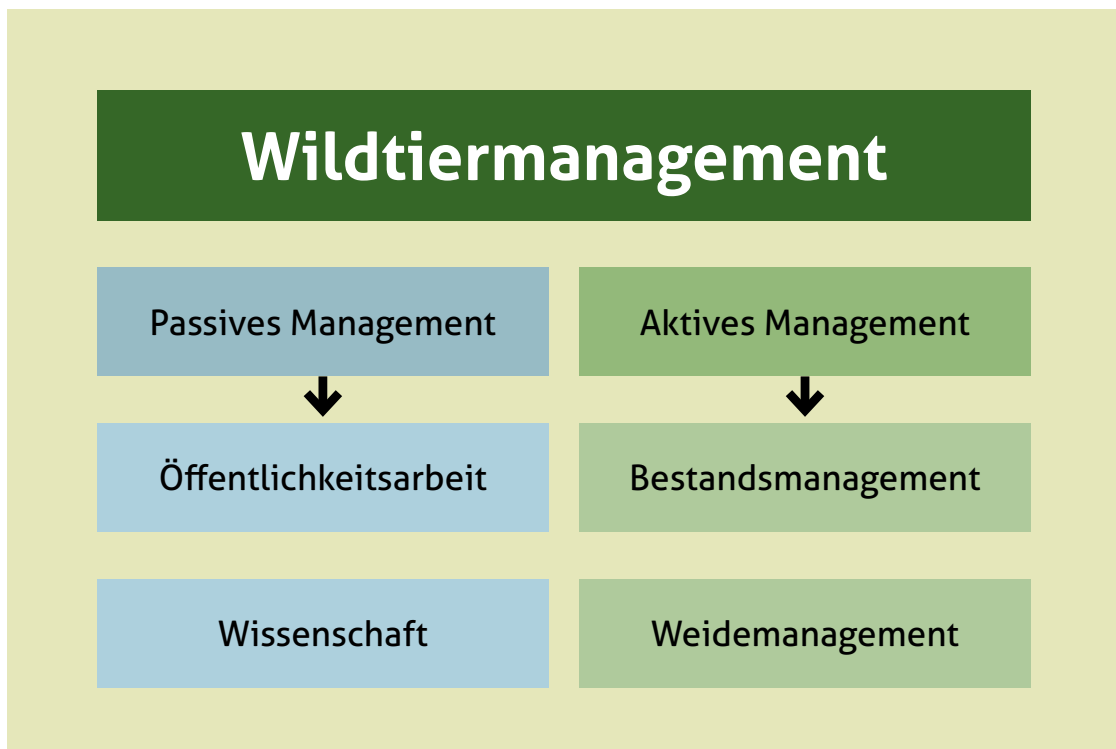 Wildtiermanagement
Passives Management
Aktives Management
Öffentlichkeitsarbeit
Bestandsmanagement
Wissenschaft
Weidemanagement